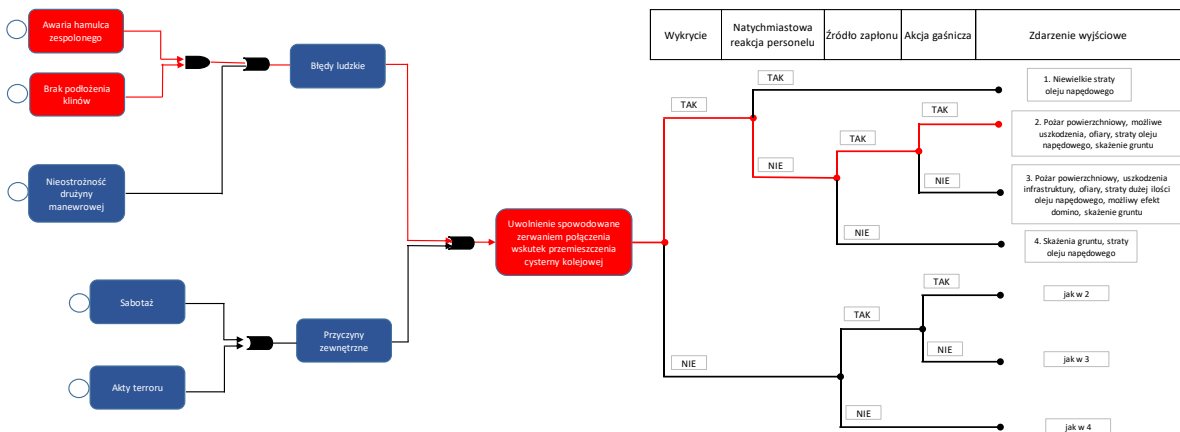 Awaria hamulca
zespolonego
Brak podłożenia
klinów
Nieostrożność
drużyny
manewrowej
Sabotaż
Akty terroru
Błędy ludzkie
Przyczyny
zewnętrzne
Uwolnienie spowodowane
zerwaniem połączenia
wskutek przemieszczenia
cysterny kolejowej
Wykrycie
Natychmiastowa
reakcja personelu
Źródło zapłonu
Akcja gaśnicza
Zdarzenie wyjściowe
TAK
TAK
NIE
TAK
TAK
NIE
NIE
NIE
TAK
TAK
NIE
NIE
1. Niewielkie straty
oleju napędowego
2. Pożar powierzchniowy, możliwe
uszkodzenia, ofiary, straty oleju
napędowego, skażenie gruntu
3. Pożar powierzchniowy, uszkodzenia
infrastruktury, ofiary, straty dużej ilości
oleju napędowego, możliwy efekt
domino, skażenie gruntu
4. Skażenia gruntu, straty
oleju napędowego
jak w 2
jak w 3
jak w 4